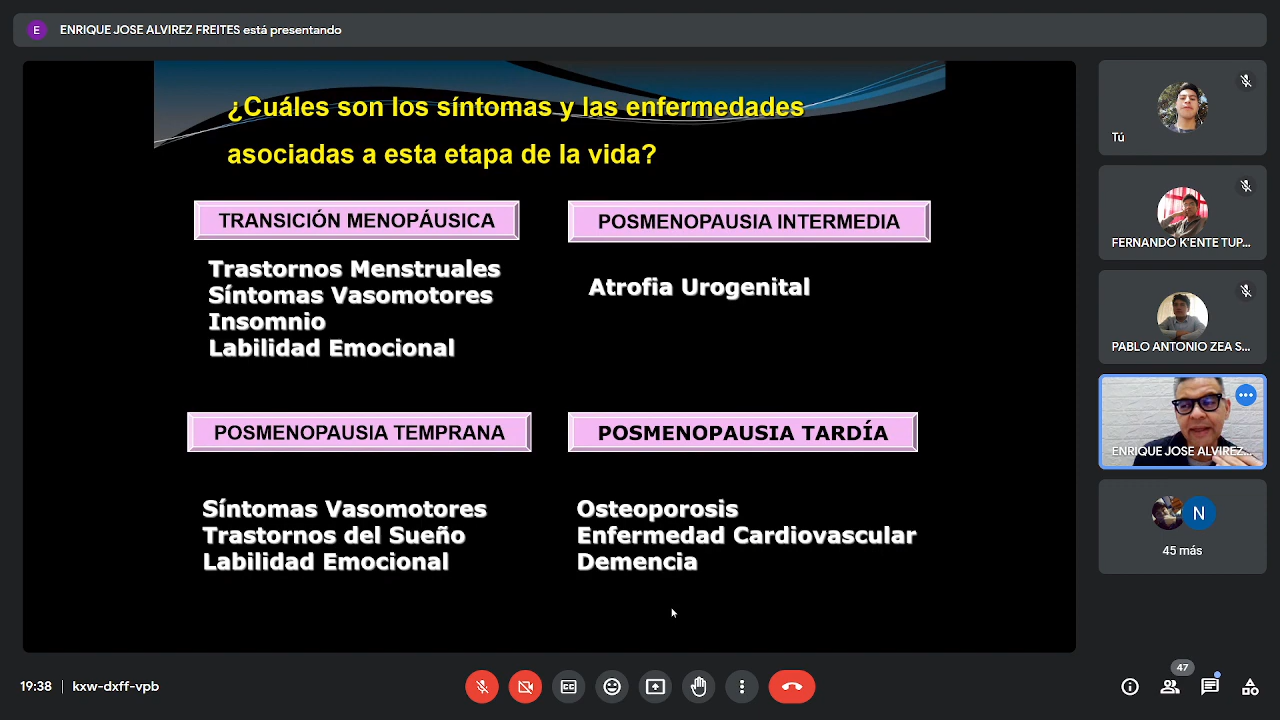 E
ENRIQUE JOSE ALVIREZ FREITES está presentando
¿Cuáles son los síntomas y las enfermedades
asociadas a esta etapa de la vida?
TRANSICIÓN MENOPÁUSICA
Trastornos Menstruales
Síntomas Vasomotores
Insomnio
Labilidad Emocional
POSMENOPAUSIA INTERMEDIA
Atrofia Urogenital
POSMENOPAUSIA TEMPRANA
Síntomas Vasomotores
Trastornos del Sueño
Labilidad Emocional
POSMENOPAUSIA TARDÍA
Osteoporosis
Enfermedad Cardiovascular
Demencia
Tú
FERNANDO K'ENTE TUP...
PABLO ANTONIO ZEA S...
ENRIQUE JOSE ALVIREZ...
N
45 más
19:38 | kxw-dxff-vpb
47